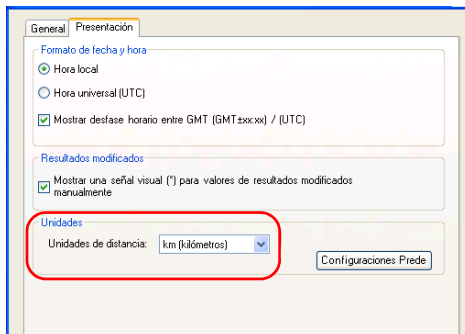 General Presentación
Formato de fecha y hora
Hora local
Hora universal (UTC)
Mostrar desfase horario entre GMT (GMT±xx:xx) / (UTC)
Resultados modificados
Mostrar una señal visual (*) para valores de resultados modificados
manualmente
Unidades
Unidades de distancia: km (kilómetros)
Configuraciones Prede